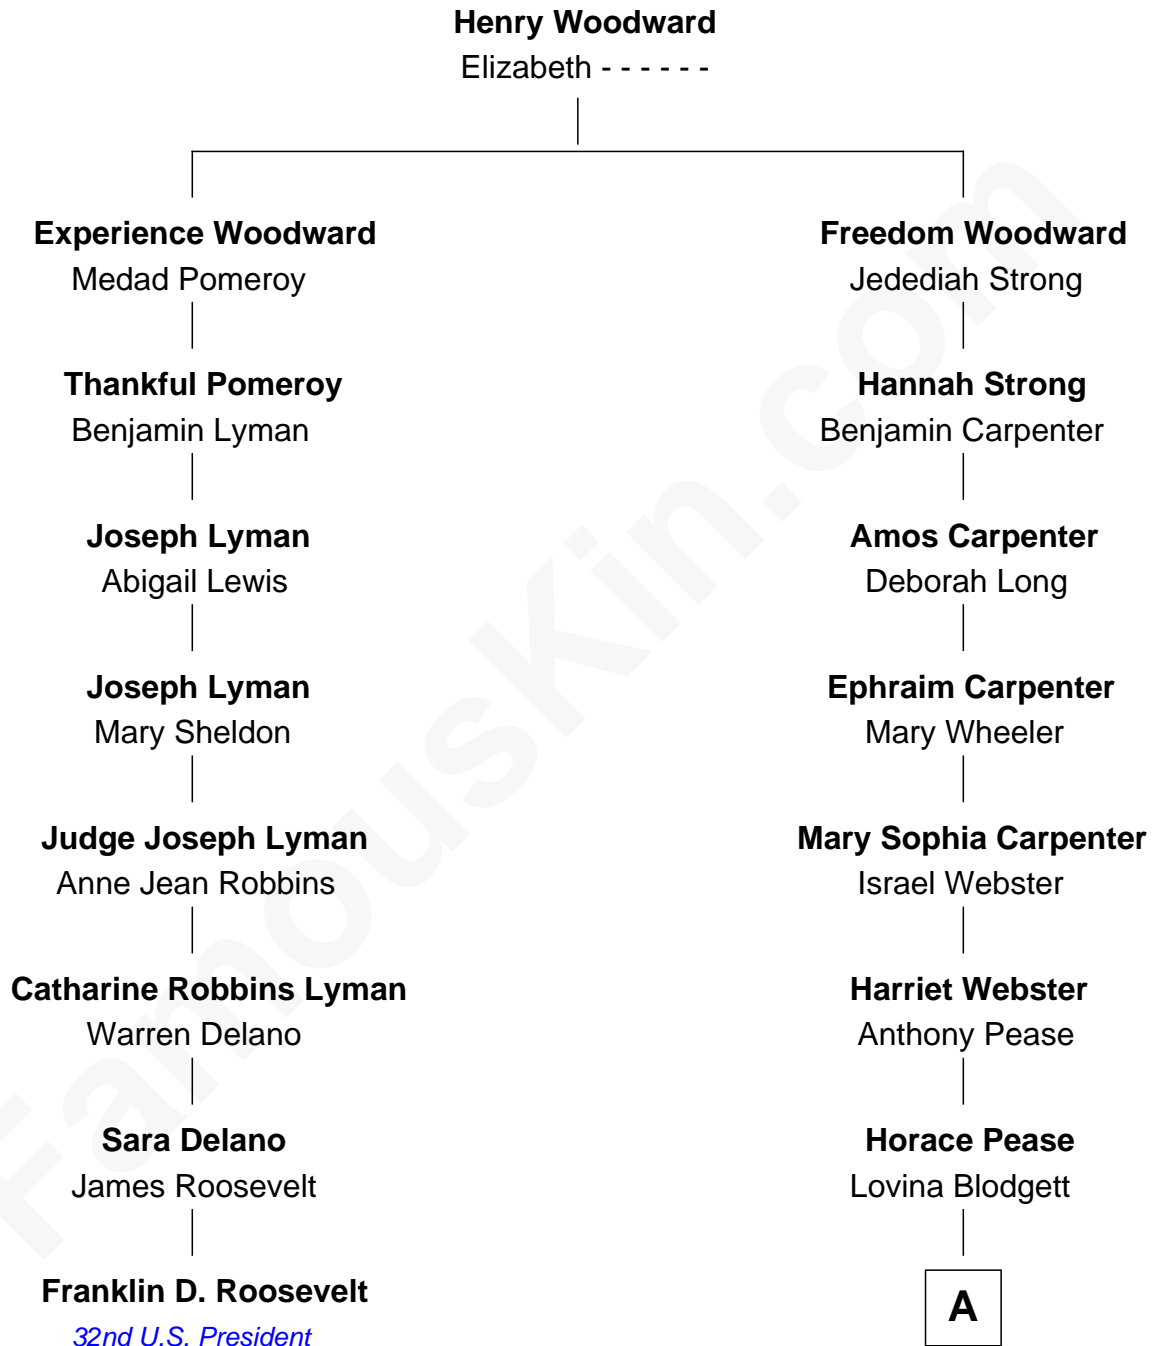 Henry Woodward
Elizabeth - - - - - -
Experience Woodward
Medad Pomeroy
Freedom Woodward
Jedediah Strong
Thankful Pomeroy
Benjamin Lyman
Hannah Strong
Benjamin Carpenter
Joseph Lyman
Abigail Lewis
Amos Carpenter
Deborah Long
Joseph Lyman
Mary Sheldon
Ephraim Carpenter
Mary Wheeler
Judge Joseph Lyman
Anne Jean Robbins
Mary Sophia Carpenter
Israel Webster
Catharine Robbins Lyman
Warren Delano
Harriet Webster
Anthony Pease
Sara Delano
James Roosevelt
Horace Pease
Lovina Blodgett
Franklin D. Roosevelt
32nd U.S. President
A
FamousKin.com